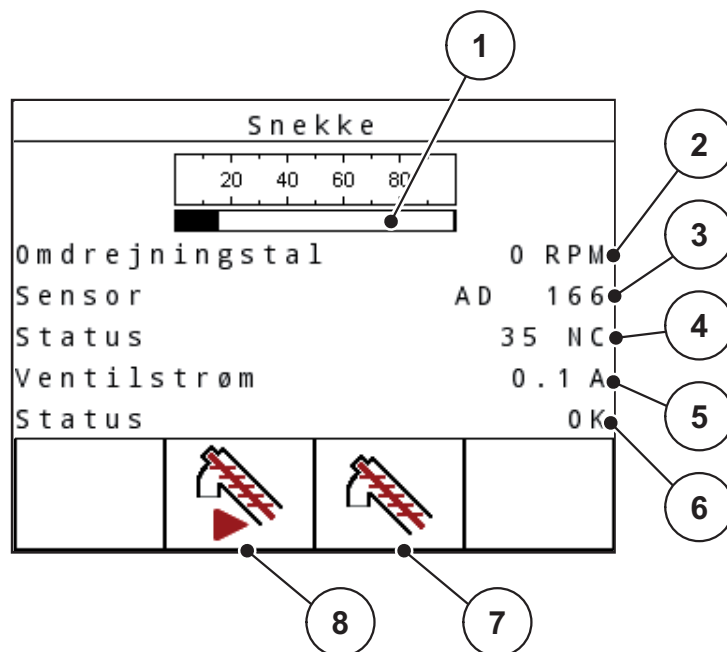 1
Snekke
2
20 40 60 80
3
Omdrejningstal 0 RPM
Sensor AD 166
4
Status 35 NC
Ventilstrøm 0.1 A
5
Status OK
6
8 7